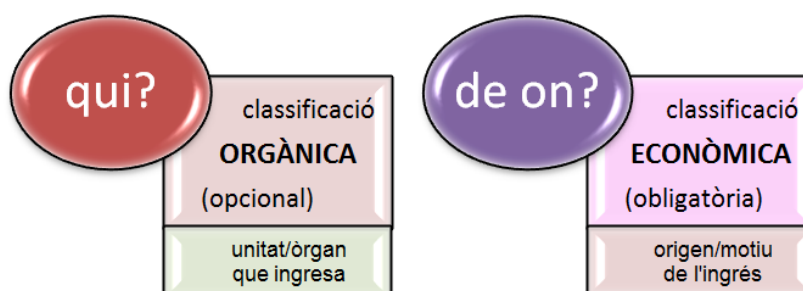 qui?
classificació
ORGÀNICA
(opcional)
unitat/òrgan
que ingresa
de on?
classificació
ECONÒMICA
(obligatòria)
origen/motiu
de l'ingrés